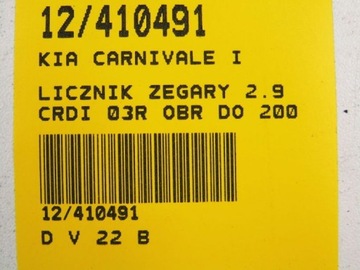 12/410491
KIA CARNIVALE I
LICZNIK ZEGARY 2.9
CRDI 03R OBR DO 200
12/410491
D V 22 B